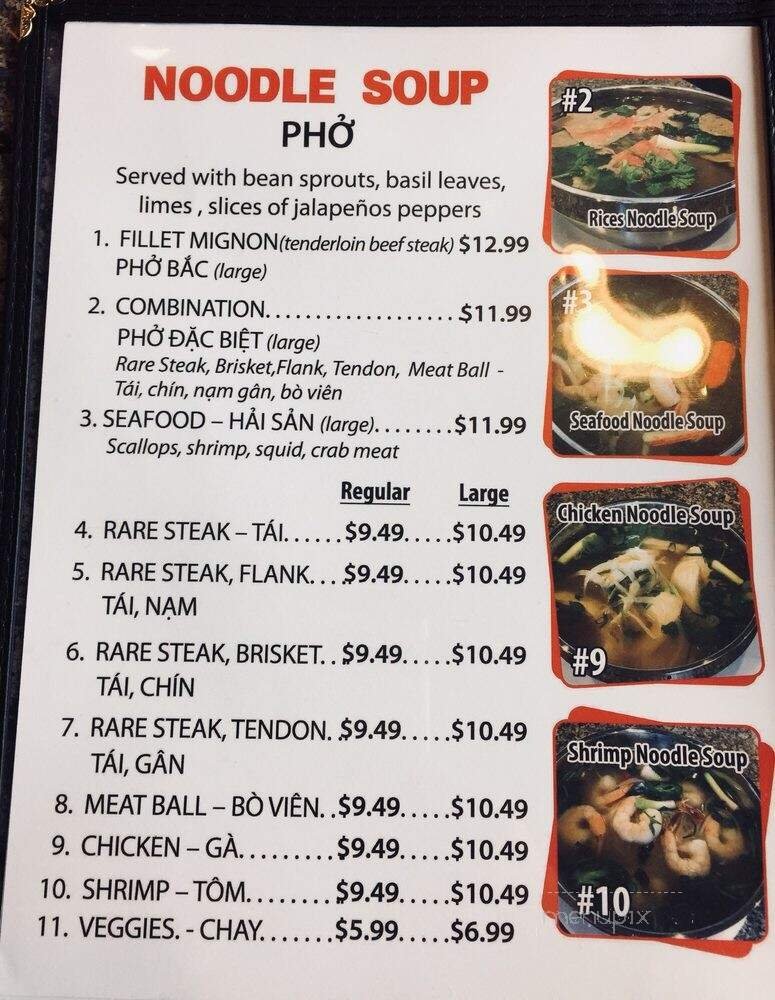 NOODLE SOUP
PHỞ
Served with bean sprouts, basil leaves,
limes , slices of jalapeños peppers
1. FILLET MIGNON(tenderloin beef steak) $12.99
PHỞ BẮC (large)
2. COMBINATION.................. $11.99
PHỞ ĐẶC BIỆT (large)
Rare Steak, Brisket,Flank, Tendon, Meat Ball -
Tái, chín, nạm gân, bò viên
3. SEAFOOD – HẢI SẢN (large)........$11.99
Scallops, shrimp, squid, crab meat
Regular Large
4. RARE STEAK – TÁI......$9.49.....$10.49
5. RARE STEAK, FLANK...$9.49.....$10.49
TÁI, NẠM
6. RARE STEAK, BRISKET..$9.49.....$10.49
TÁI, CHÍN
7. RARE STEAK, TENDON. $9.49.....$10.49
TÁI, GÂN
8. MEAT BALL – BÒ VIÊN..$9.49.....$10.49
9. CHICKEN – GÀ.........$9.49.....$10.49
10. SHRIMP – TÔM.........$9.49.....$10.49
11. VEGGIES. - CHAY.......$5.99.....$6.99
#2
Rices Noodle Soup
#3
Seafood Noodle Soup
Chicken Noodle Soup
#9
Shrimp Noodle Soup
#10
menupix